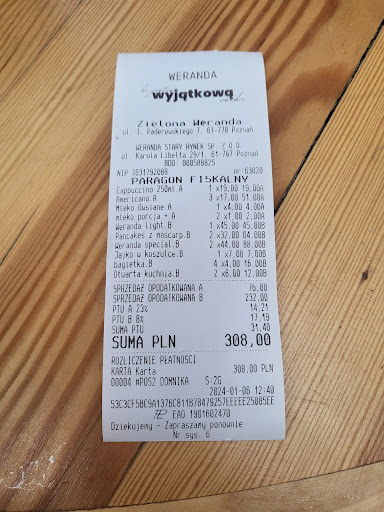 WERANDA
wyjątkową
Zielona Weranda
ul. I. Paderewskiego 7, 61-770 Poznań
WERANDA STARY RYNEK SP. Z O.O.
ul. Karola Libelta 29/1, 61-707 Poznań
BDO: 000588825
NIP 7831792088 nr:63020
PARAGON FISKALNY
Cappuccino 250ml.A 1 x19,00 19,00A
Americano.A 3 x17,00 51,00A
Mleko Owsiane.A 1 x4,00 4,00A
mleko porcja +.A 2 x1,00 2,00A
Weranda light.B 1 x45,00 45,00B
Pancakes z mascarp.B 2 x32,00 64,00B
Weranda special.B 2 x44,00 88,00B
Jajko w koszulce.B 1 x7,00 7,00B
bagietka.B 4 x4,00 16,00B
Otwarta kuchnia.B 2 x6,00 12,00B
SPRZEDAŻ OPODATKOWANA A 76,00
SPRZEDAŻ OPODATKOWANA B 232,00
PTU A 23% 14,21
PTU B 8% 17,19
SUMA PTU 31,40
SUMA PLN 308,00
ROZLICZENIE PŁATNOŚCI
KARTA Karta 308,00 PLN
00004 #POS2 DOMNIKA S:2G
2024-01-06 12:40
53C3CF5BC9A1376C811B78479257EEEEE25085EE
EAO 1901602470
Dziękujemy - Zapraszamy ponownie
Nr sys. 6